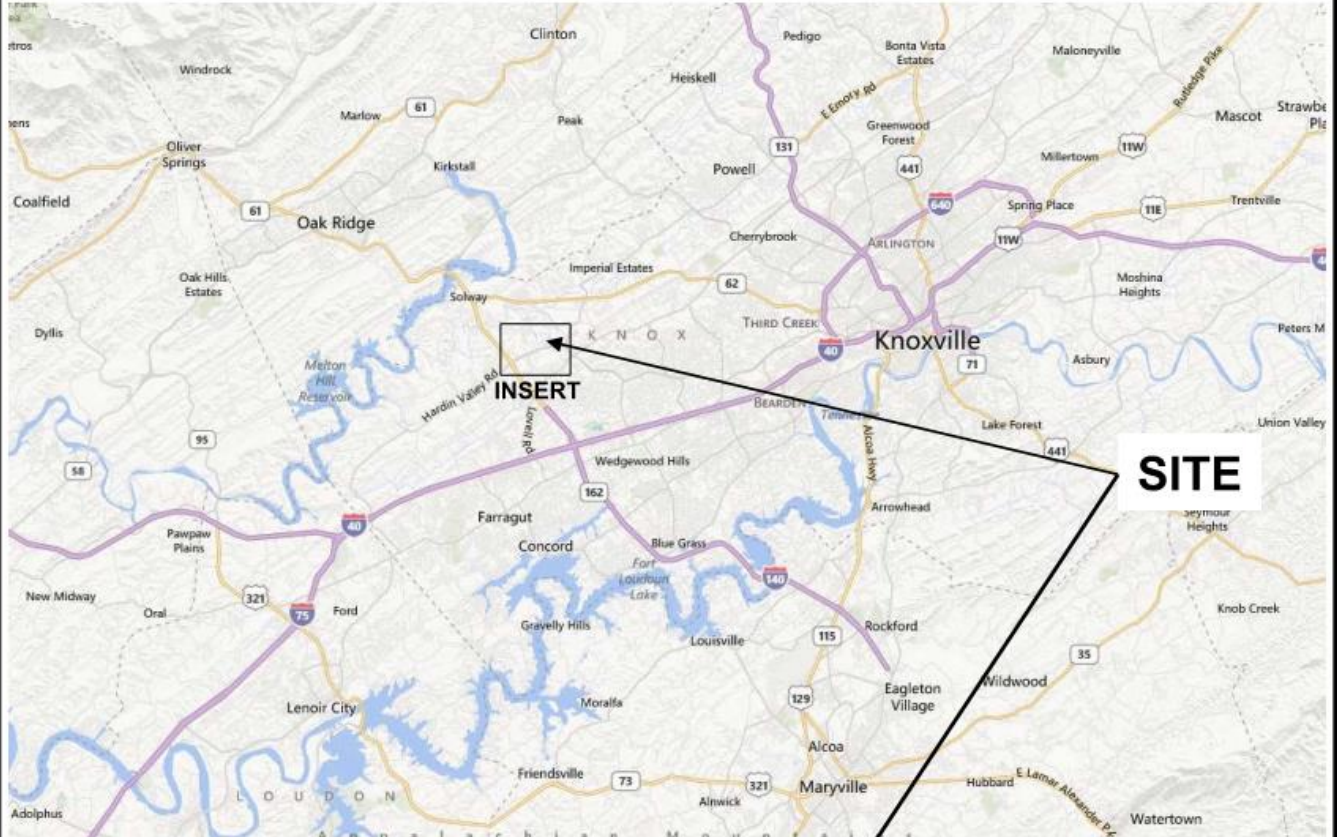 Park
Clinton
Pedigo
Bonta Vista
Estates
Maloneyville
Windrock
Heiskell
E Emory Rd
Rutledge Pike
Marlow
61
Peak
Greenwood
Forest
Mascot
Oliver
Springs
131
11W
Kirkstall
Powell
441
Millertown
Coalfield
61
Oak Ridge
640
Spring Place
11E
Trentville
Cherrybrook
ARLINGTON
11W
Oak Hills
Estates
Imperial Estates
62
Moshina
Heights
Solway
Dyllis
KNOX
THIRD CREEK
Knoxville
Peters M
Melton
Hill
Reservoir
40
71
Asbury
Hardin Valley Rd
INSERT
Lovell Rd
BEARDEN
Lake Forest
Union Valley
95
58
Wedgewood Hills
Alcoa Hwy
441
SITE
162
Farragut
Arrowhead
Seymour
Heights
40
Pawpaw
Plains
Concord
Blue Grass
Fort
Loudoun
Lake
140
New Midway
Oral
321
75
Ford
Gravelly Hills
Louisville
115
Rockford
Knob Creek
35
Wildwood
Lenoir City
Moralfa
129
Eagleton
Village
Alcoa
Friendsville
73
Alnwick
321
Maryville
Hubbard
E Lamar Alexander
LOUDON
Adolphus
Watertown